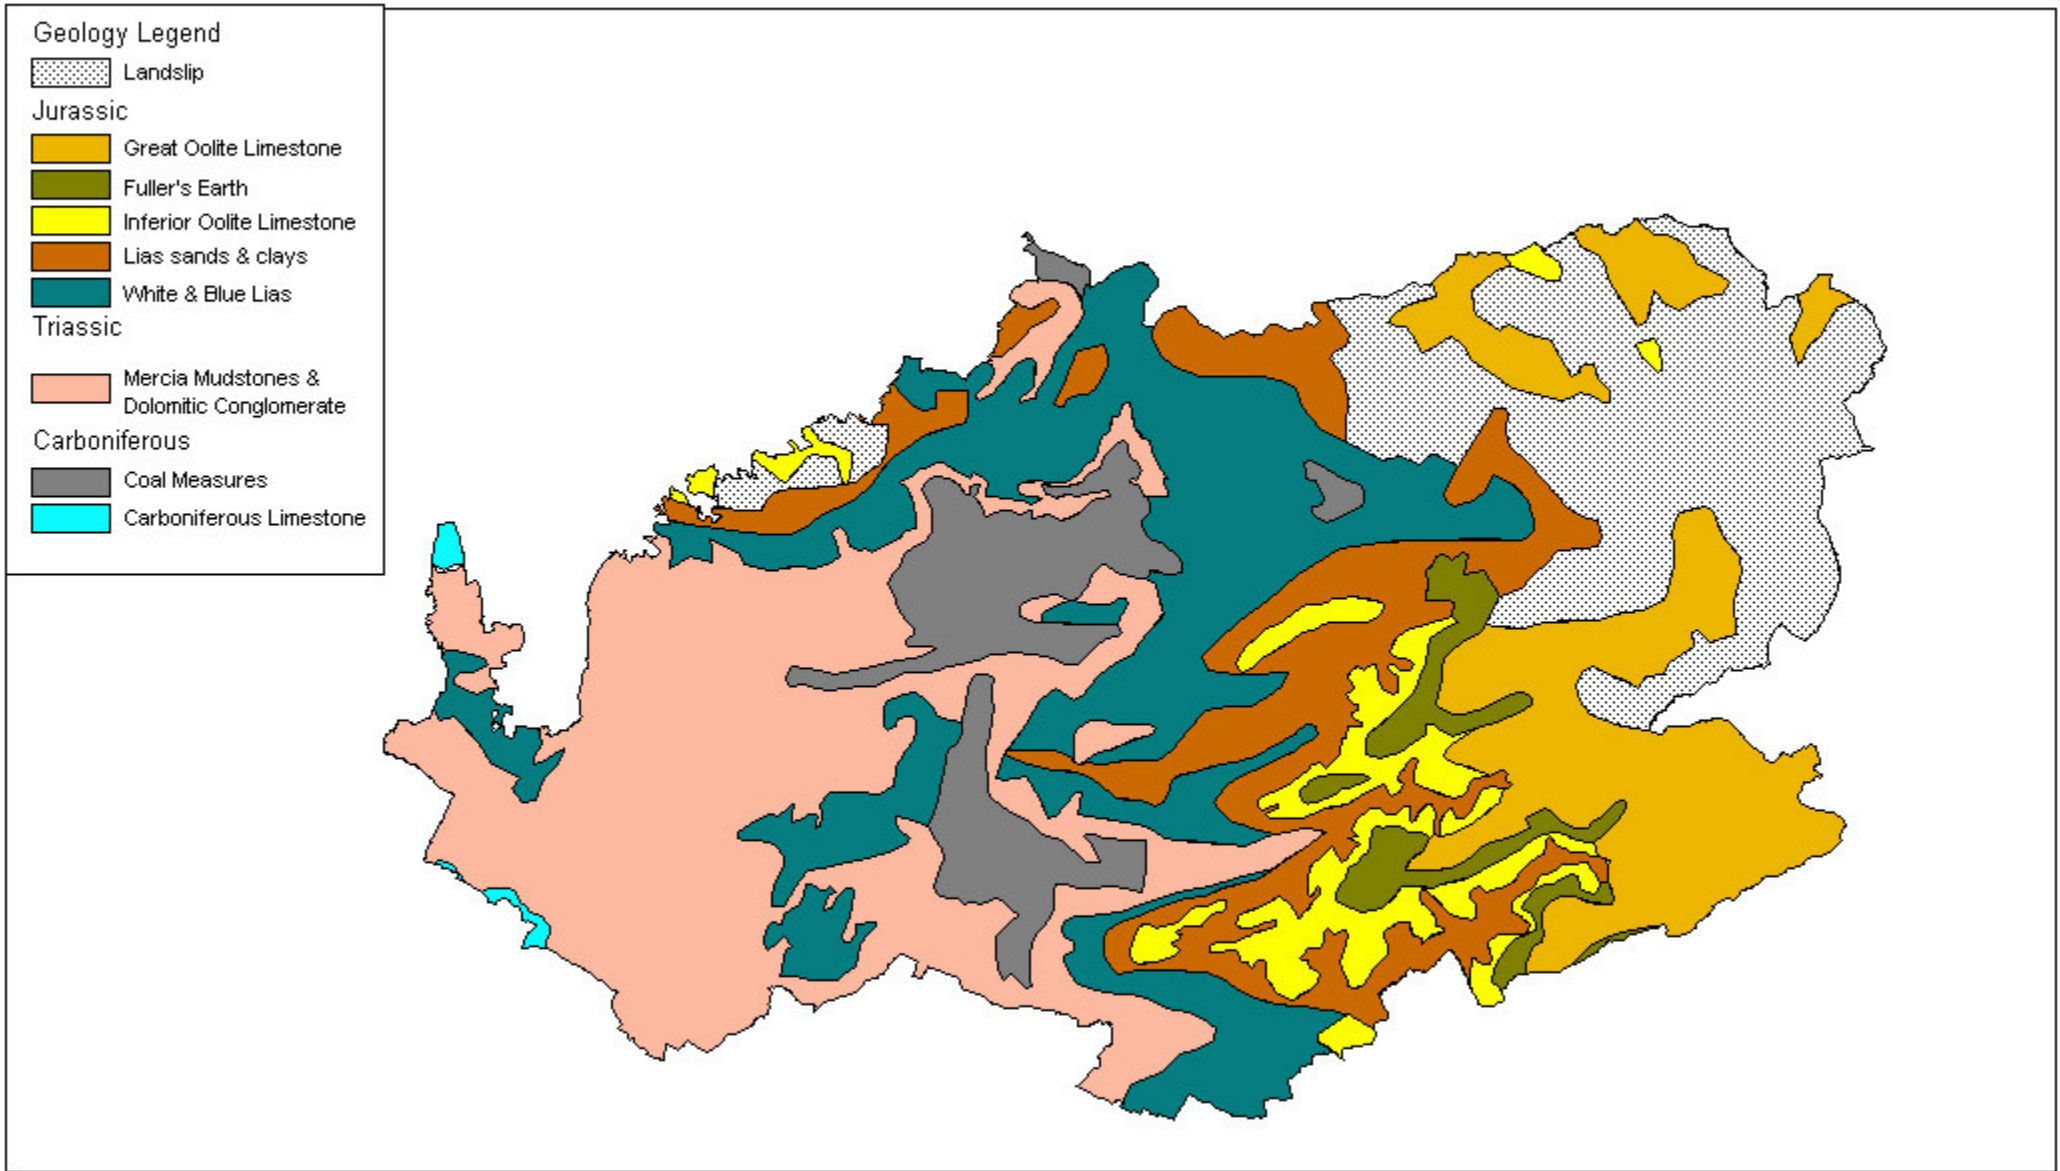 Geology Legend
Landslip
Jurassic
Great Oolite Limestone
Fuller's Earth
Inferior Oolite Limestone
Lias sands & clays
White & Blue Lias
Triassic
Mercia Mudstones &
Dolomitic Conglomerate
Carboniferous
Coal Measures
Carboniferous Limestone